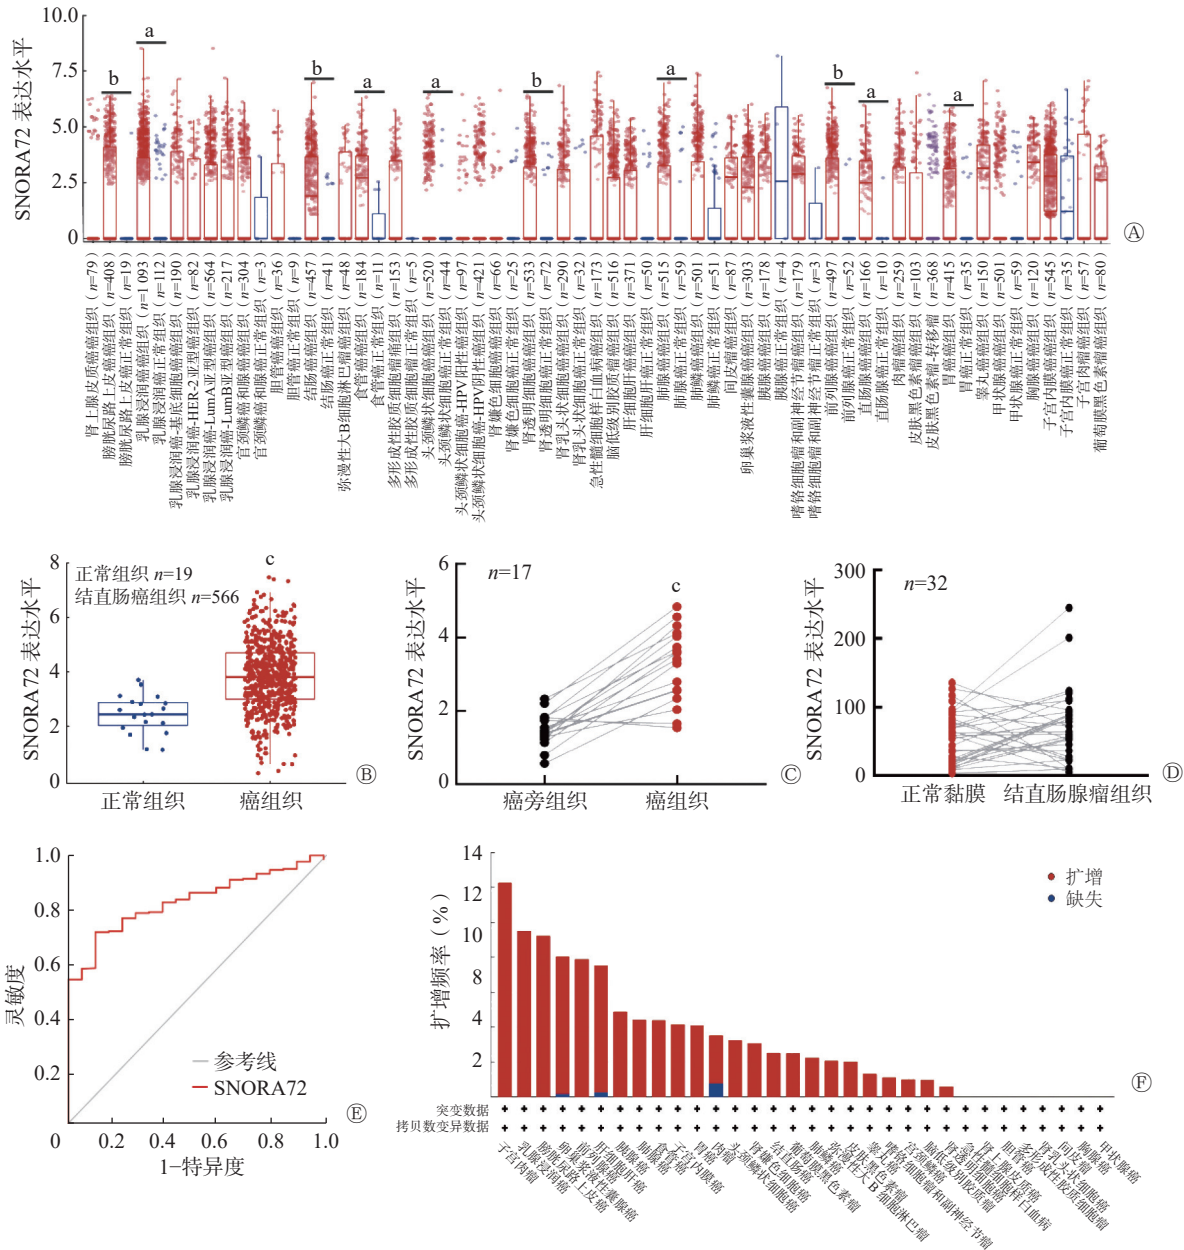 10.0
7.5
5.0
2.5
0
SNORA72 表达水平
b
a
b
a
a
b
a
b
a
a
Ⓐ
肾上腺皮质癌癌组织（n=79）
膀胱尿路上皮癌癌组织（n=408）
膀胱尿路上皮癌正常组织（n=19）
乳腺浸润癌癌组织（n=1 093）
乳腺浸润癌正常组织（n=112）
乳腺浸润癌-基底细胞癌组织（n=190）
乳腺浸润癌-HER-2亚型癌组织（n=82）
乳腺浸润癌-LumA亚型癌组织（n=564）
乳腺浸润癌-LumB亚型癌组织（n=217）
宫颈鳞癌和腺癌癌组织（n=304）
宫颈鳞癌和腺癌正常组织（n=3）
胆管癌癌组织（n=36）
胆管癌正常组织（n=9）
结肠癌癌组织（n=457）
结肠癌正常组织（n=41）
弥漫性大B细胞淋巴瘤癌组织（n=48）
食管癌癌组织（n=184）
食管癌正常组织（n=11）
多形成性胶质细胞瘤癌组织（n=153）
多形成性胶质细胞瘤正常组织（n=5）
头颈鳞状细胞癌癌组织（n=520）
头颈鳞状细胞癌正常组织（n=44）
头颈鳞状细胞癌-HPV阳性癌组织（n=97）
头颈鳞状细胞癌-HPV阴性癌组织（n=421）
肾嫌色细胞癌癌组织（n=66）
肾嫌色细胞癌正常组织（n=25）
肾透明细胞癌癌组织（n=533）
肾透明细胞癌正常组织（n=72）
肾乳头状细胞癌癌组织（n=290）
肾乳头状细胞癌正常组织（n=32）
急性髓细胞样白血病癌组织（n=173）
脑低级别胶质瘤癌组织（n=516）
肝细胞肝癌癌组织（n=371）
肝细胞肝癌正常组织（n=50）
肺腺癌癌组织（n=515）
肺腺癌正常组织（n=59）
肺鳞癌癌组织（n=501）
肺鳞癌正常组织（n=51）
间皮瘤癌组织（n=87）
卵巢浆液性囊腺癌癌组织（n=303）
胰腺癌癌组织（n=178）
胰腺癌正常组织（n=4）
嗜铬细胞瘤和副神经节瘤癌组织（n=179）
嗜铬细胞瘤和副神经节瘤正常组织（n=3）
前列腺癌癌组织（n=497）
前列腺癌正常组织（n=52）
直肠腺癌癌组织（n=166）
直肠腺癌正常组织（n=10）
肉瘤癌组织（n=259）
皮肤黑色素瘤癌组织（n=103）
皮肤黑色素瘤-转移瘤（n=368）
胃癌癌组织（n=415）
胃癌正常组织（n=35）
睾丸癌癌组织（n=150）
甲状腺癌癌组织（n=501）
甲状腺癌正常组织（n=59）
胸腺癌癌组织（n=120）
子宫内膜癌癌组织（n=545）
子宫内膜癌正常组织（n=35）
子宫肉瘤癌组织（n=57）
葡萄膜黑色素瘤癌组织（n=80）
8
6
4
2
0
SNORA72 表达水平
正常组织 n=19
结直肠癌组织 n=566
c
正常组织
癌组织
Ⓑ
6
4
2
0
SNORA72 表达水平
n=17
c
癌旁组织
癌组织
Ⓒ
300
200
100
0
SNORA72 表达水平
n=32
正常黏膜
结直肠腺瘤组织
Ⓓ
1.0
0.8
0.6
0.4
0.2
灵敏度
参考线
SNORA72
0
0.2
0.4
0.6
0.8
1.0
1-特异度
Ⓔ
14
12
10
8
6
4
2
扩增频率（%）
扩增
缺失
Ⓕ
突变数据
+ + + + + + + + + + + + + + + + + + + + + + + + + + + + + + + +
拷贝数变异数据
+ + + + + + + + + + + + + + + + + + + + + + + + + + + + + + + +
子宫肉瘤
乳腺浸润癌
膀胱尿路上皮癌
卵巢浆液性囊腺癌
前列腺癌
肝细胞肝癌
胰腺癌
肺腺癌
食管癌
子宫内膜癌
胃癌
肉瘤
头颈鳞状细胞癌
肾嫌色细胞癌
结直肠癌
葡萄膜黑色素瘤
肺鳞癌
弥漫性大B细胞淋巴瘤
皮肤黑色素瘤
睾丸癌
嗜铬细胞瘤和副神经节瘤
宫颈鳞癌
脑低级别胶质瘤
肾透明细胞癌
急性髓细胞样白血病
肾上腺皮质癌
胆管癌
多形成性胶质细胞瘤
肾乳头状细胞癌
间皮瘤
胸腺癌
甲状腺癌